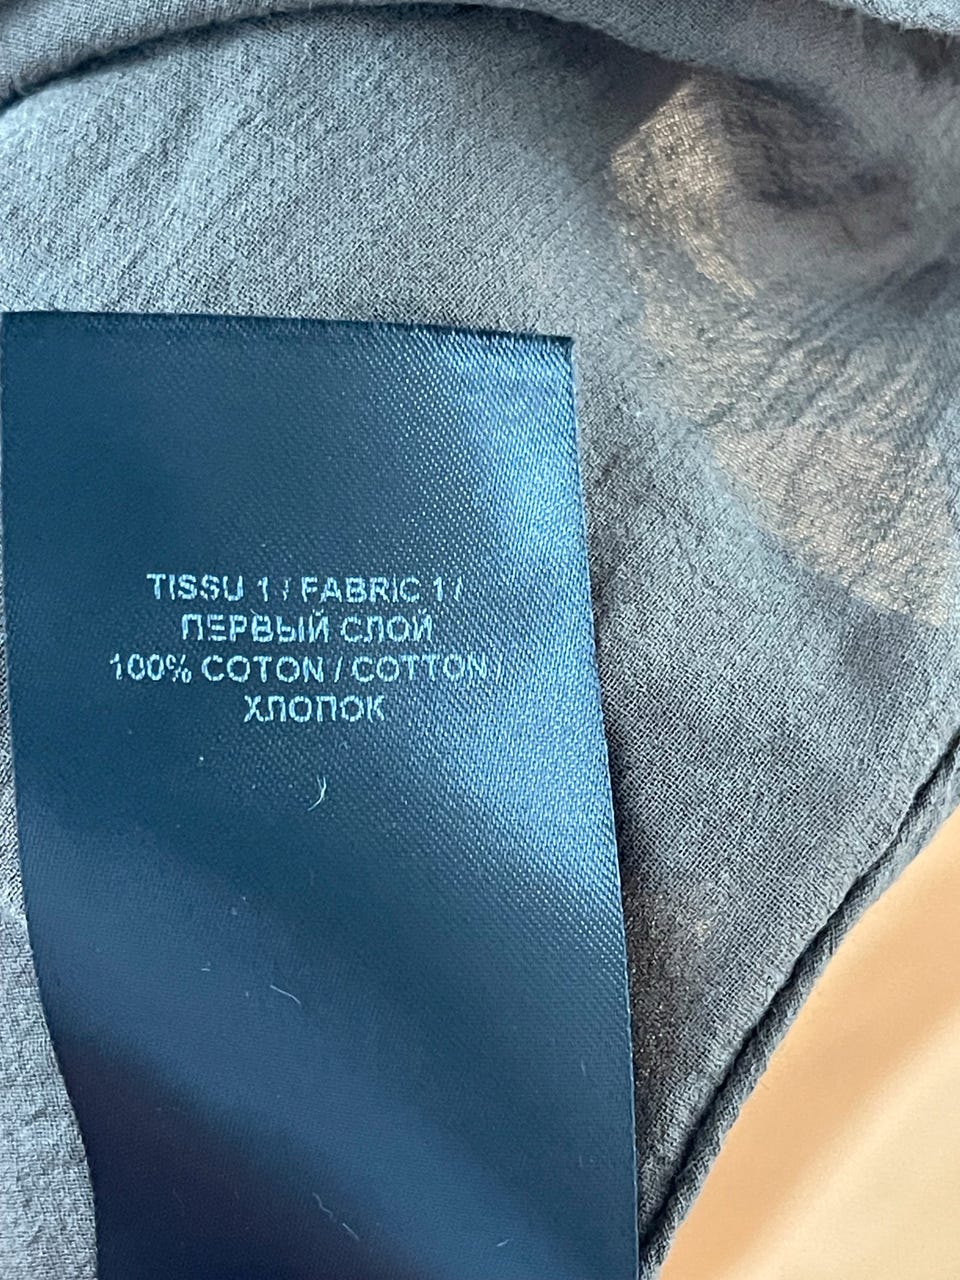 TISSU 1 / FABRIC 1 /
ПЕРВЫЙ СЛОЙ
100% COTON / COTTON /
ХЛОПОК